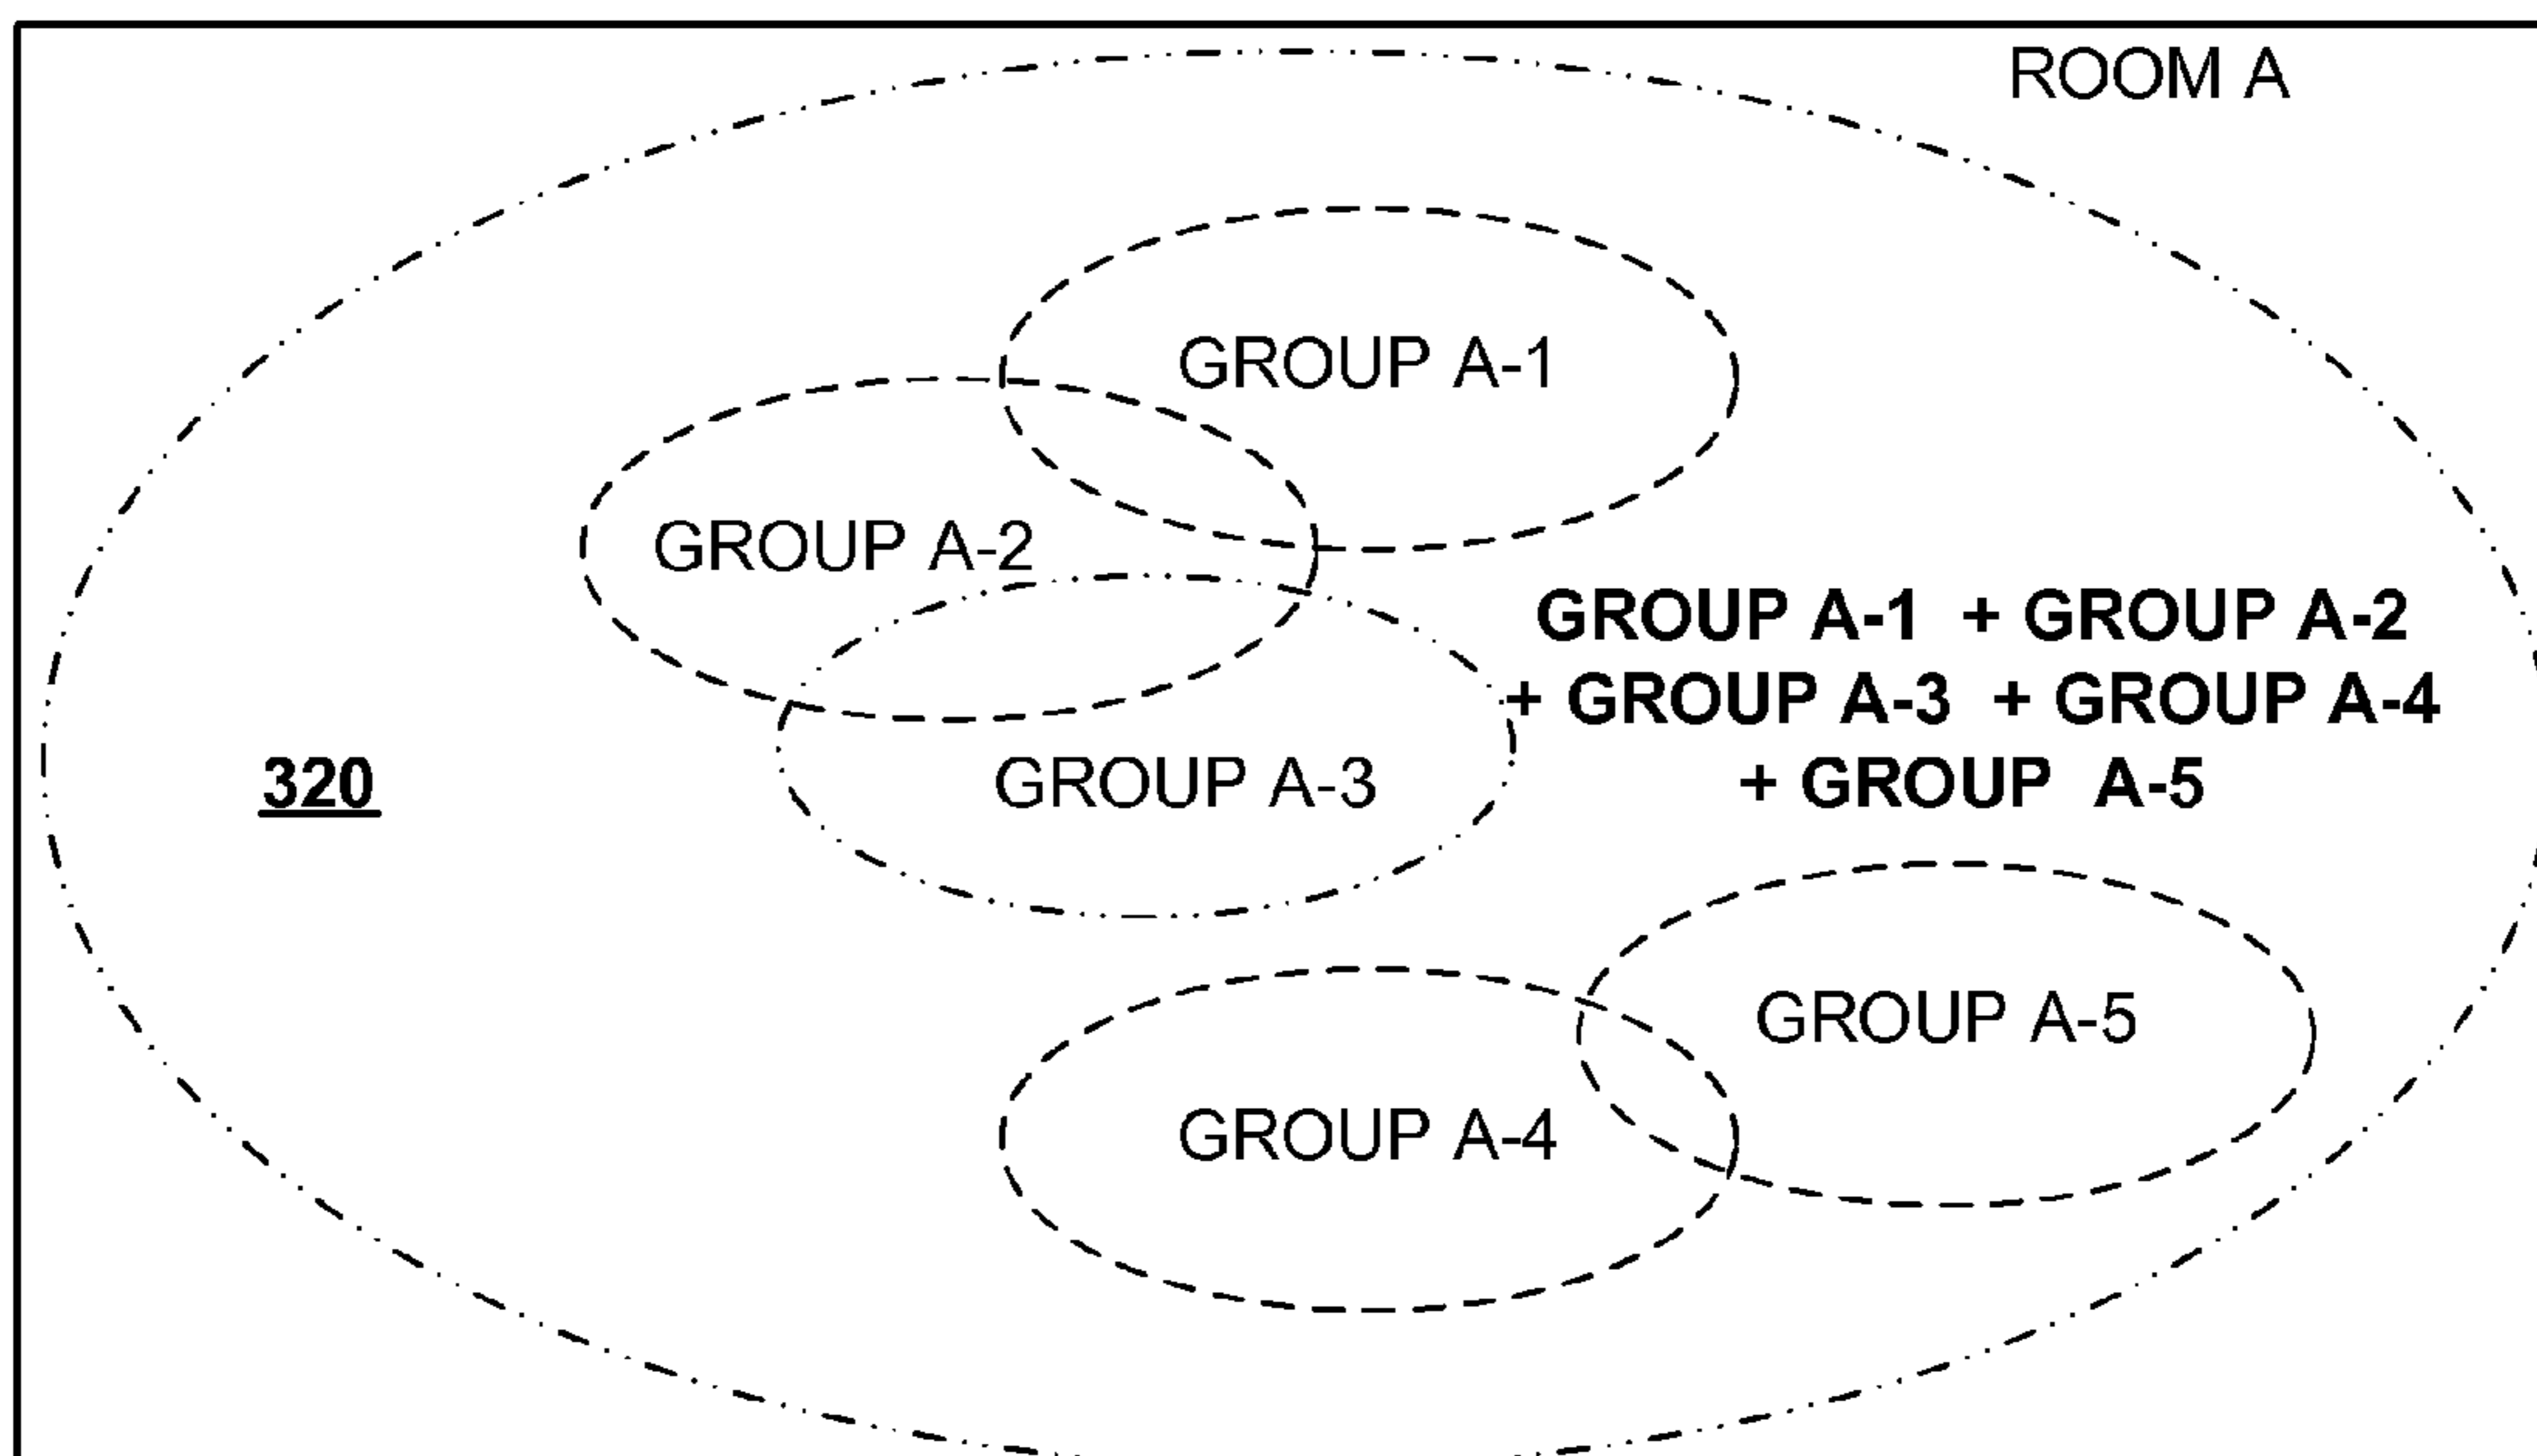 ROOM A
GROUP A-1
GROUP A-2
GROUP A-1 + GROUP A-2
+ GROUP A-3 + GROUP A-4
+ GROUP A-5
320
GROUP A-3
GROUP A-5
GROUP A-4